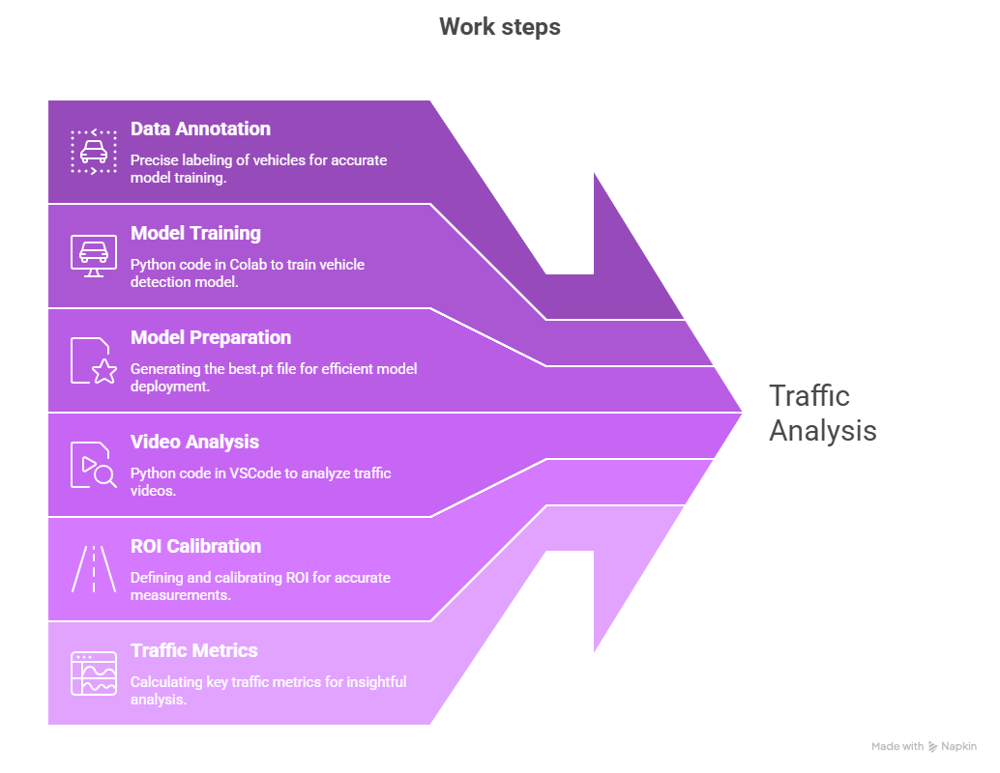 Work steps
Data Annotation
Precise labeling of vehicles for accurate
model training.
Model Training
Python code in Colab to train vehicle
detection model.
Model Preparation
Generating the best.pt file for efficient model
deployment.
Video Analysis
Python code in VSCode to analyze traffic
videos.
ROI Calibration
Defining and calibrating ROI for accurate
measurements.
Traffic Metrics
Calculating key traffic metrics for insightful
analysis.
Traffic
Analysis
Made with Napkin